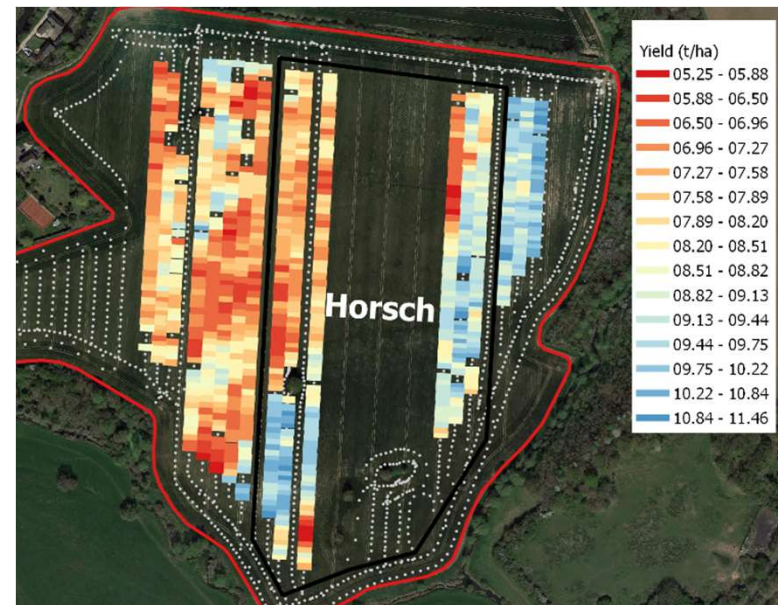 Yield (t/ha)
05.25 - 05.88
05.88 - 06.50
06.50 - 06.96
06.96 - 07.27
07.27 - 07.58
07.58 - 07.89
07.89 - 08.20
08.20 - 08.51
08.51 - 08.82
08.82 - 09.13
09.13 - 09.44
09.44 - 09.75
09.75 - 10.22
10.22 - 10.84
10.84 - 11.46
Horsch